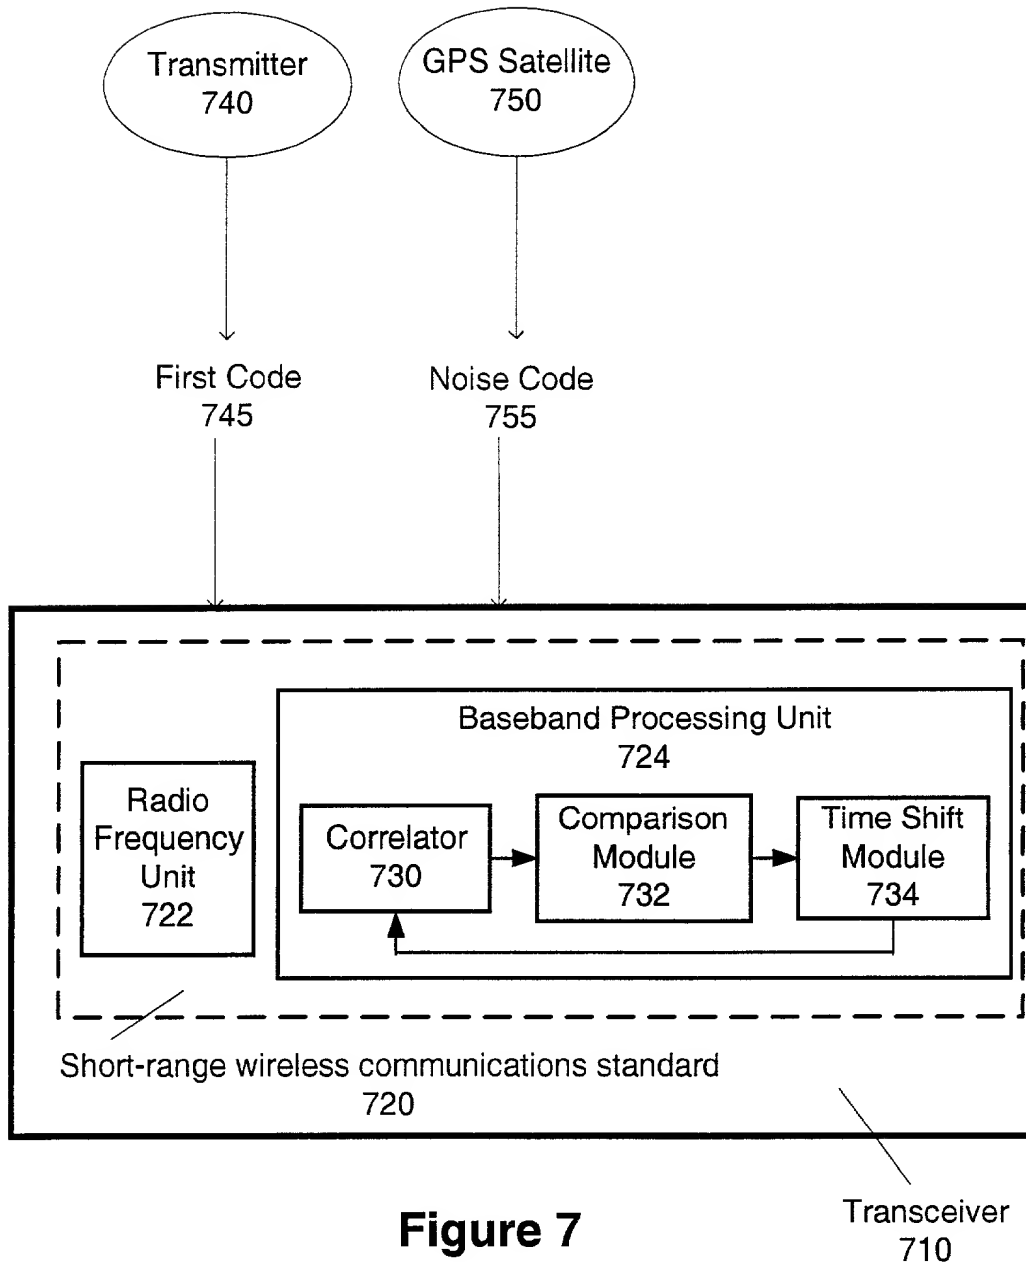 Transmitter
740
GPS Satellite
750
First Code
745
Noise Code
755
Baseband Processing Unit
724
Radio
Frequency
Unit
722
Correlator
730
Comparison
Module
732
Time Shift
Module
734
Short-range wireless communications standard
720
Transceiver
710
Figure 7